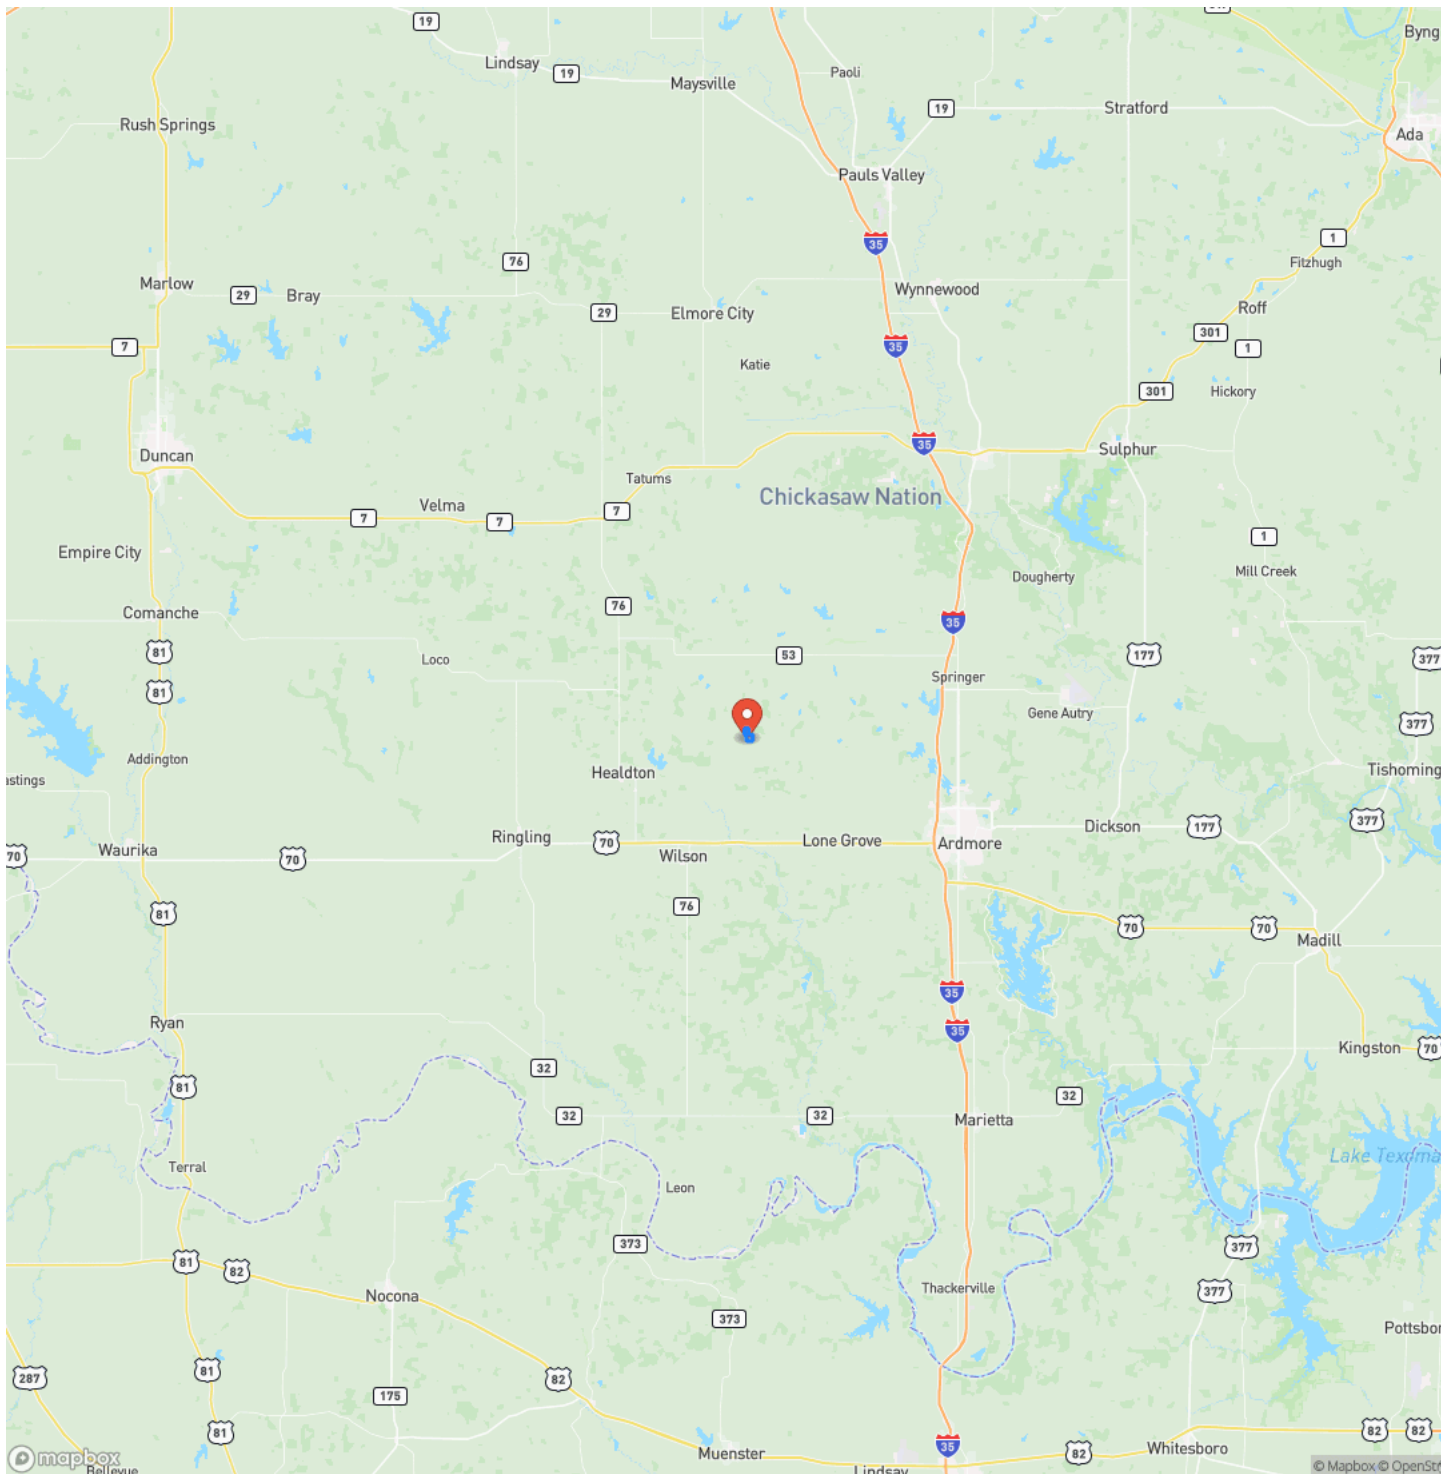 19
Lindsay
19
Maysville
Paoli
19
Stratford
Byng
Ada
Rush Springs
Pauls Valley
35
76
1
Fitzhugh
Marlow
29
Bray
Wynnewood
29
Elmore City
Roff
301
7
35
1
Katie
301
Hickory
Duncan
35
Sulphur
Tatums
Chickasaw Nation
Velma
7
7
7
1
Empire City
Mill Creek
Dougherty
76
Comanche
35
81
Loco
53
177
377
Springer
81
Gene Autry
377
Addington
Healdton
Tishoming
astings
Ringling
70
Lone Grove
Ardmore
Dickson
177
377
70
Waurika
70
Wilson
76
81
70
70
Madill
35
Ryan
35
Kingston
70
32
81
32
32
32
Marietta
Lake Texoma
Terral
Leon
373
377
81
82
Thackerville
377
Nocona
373
Pottsbor
287
81
82
175
81
82
82
Muenster
35
82
Whitesboro
mapbox
Bellevue
Lindsay
© Mapbox © OpenStr